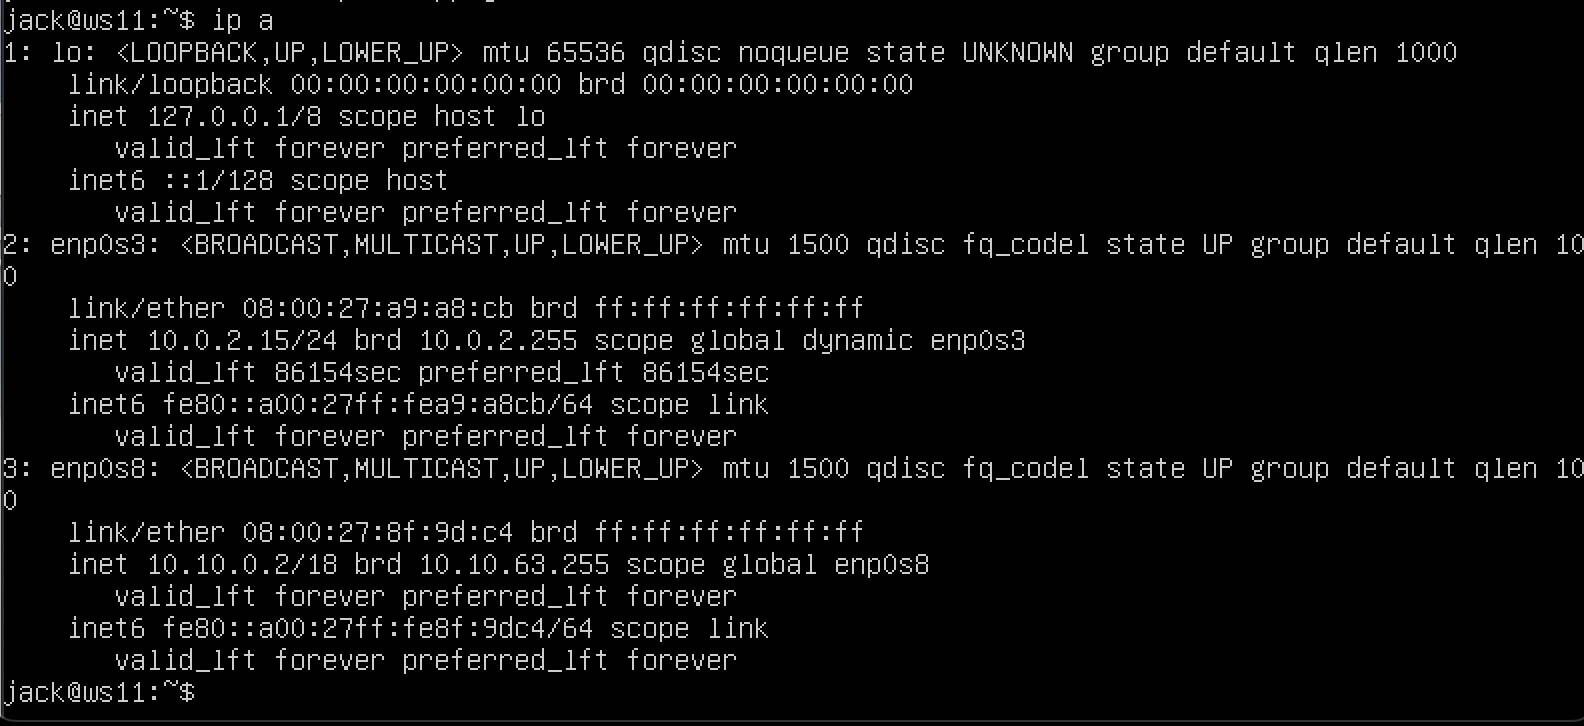 jack@ws11:~$ ip a
1: lo: <LOOPBACK,UP,LOWER_UP> mtu 65536 qdisc noqueue state UNKNOWN group default qlen 1000
    link/loopback 00:00:00:00:00:00 brd 00:00:00:00:00:00
    inet 127.0.0.1/8 scope host lo
       valid_lft forever preferred_lft forever
    inet6 ::1/128 scope host
       valid_lft forever preferred_lft forever
2: enp0s3: <BROADCAST,MULTICAST,UP,LOWER_UP> mtu 1500 qdisc fq_codel state UP group default qlen 10
0
    link/ether 08:00:27:a9:a8:cb brd ff:ff:ff:ff:ff:ff
    inet 10.0.2.15/24 brd 10.0.2.255 scope global dynamic enp0s3
       valid_lft 86154sec preferred_lft 86154sec
    inet6 fe80::a00:27ff:fea9:a8cb/64 scope link
       valid_lft forever preferred_lft forever
3: enp0s8: <BROADCAST,MULTICAST,UP,LOWER_UP> mtu 1500 qdisc fq_codel state UP group default qlen 10
0
    link/ether 08:00:27:8f:9d:c4 brd ff:ff:ff:ff:ff:ff
    inet 10.10.0.2/18 brd 10.10.63.255 scope global enp0s8
       valid_lft forever preferred_lft forever
    inet6 fe80::a00:27ff:fe8f:9dc4/64 scope link
       valid_lft forever preferred_lft forever
jack@ws11:~$